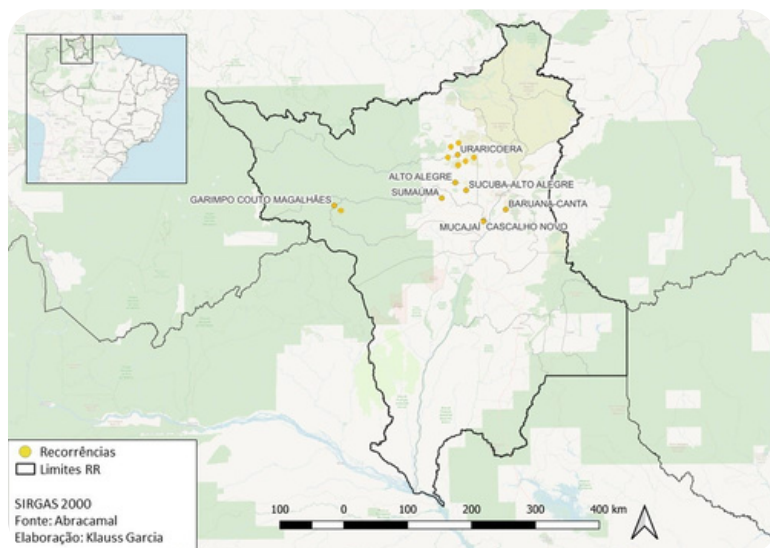 URARICOERA
ALTO ALEGRE
SUCUBA-ALTO ALEGRE
SUMAÚMA
GARIMPO COUTO MAGALHÃES
BARUANA-CANTA
MUCAJAÍ CASCALHO NOVO
Recorrências
Limites RR
SIRGAS 2000
Fonte: Abracamal
Elaboração: Klauss Garcia
100 0 100 200 300 400 km